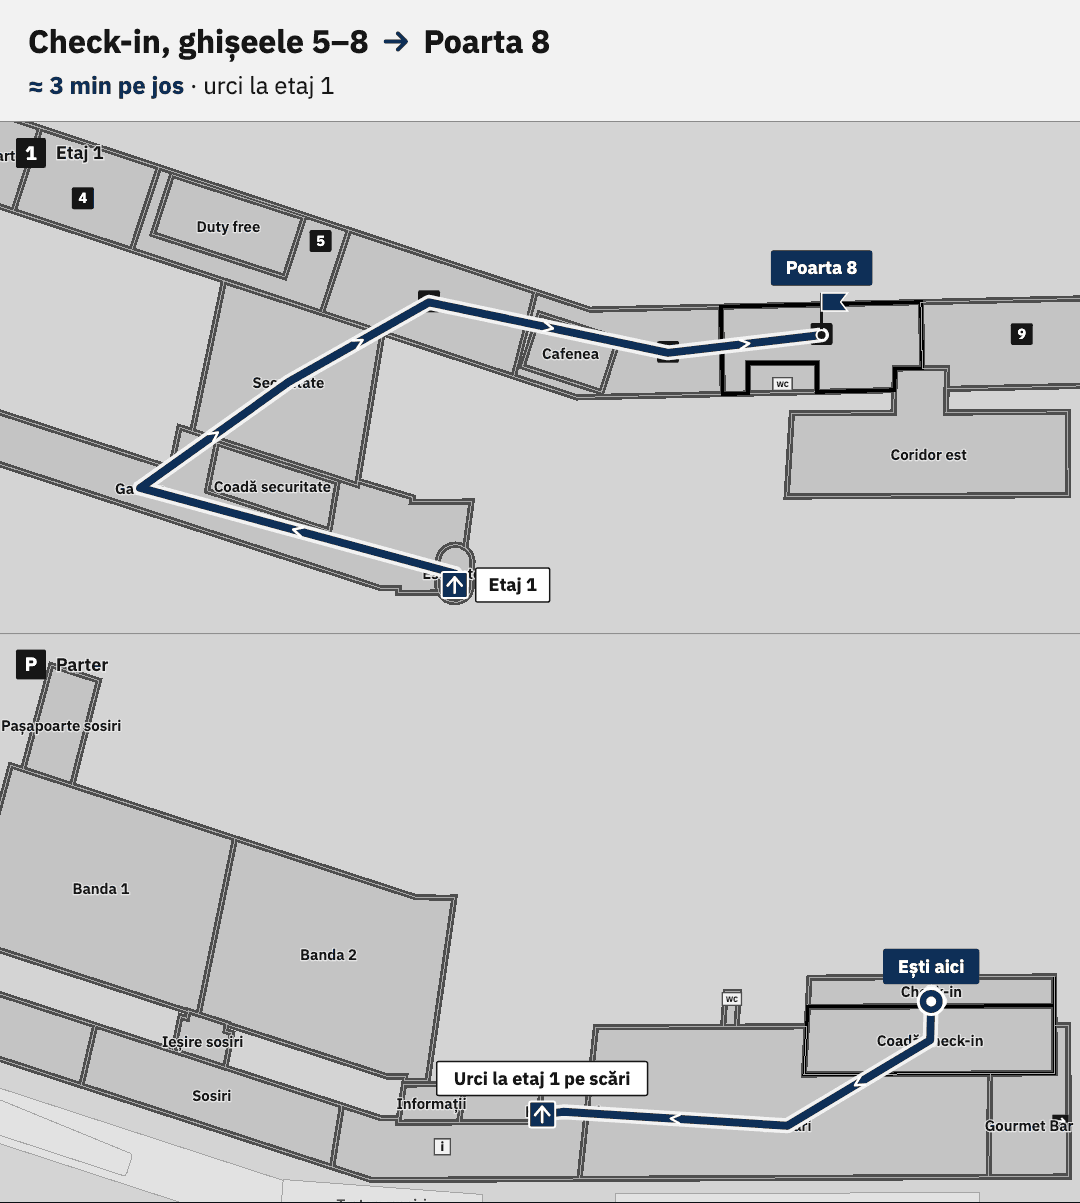 Check-in, ghișeele 5–8 → Poarta 8
≈ 3 min pe jos · urci la etaj 1
1 Etaj 1
4
Duty free
5
Poarta 8
9
Cafenea
wc
Coridor est
Coadă securitate
Etaj 1
P Parter
Pașapoarte sosiri
Banda 1
Banda 2
Ești aici
wc
Ieșire sosiri
Urci la etaj 1 pe scări
Sosiri
Informații
i
Gourmet Bar